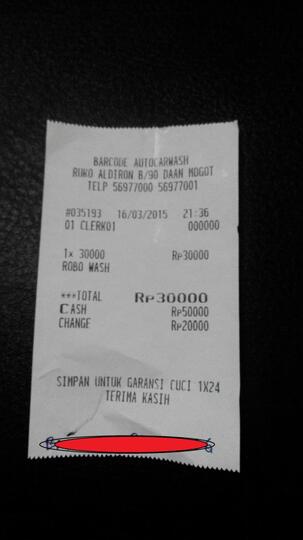 BARCODE AUTOCARWASH
RUKO ALDIRON B/90 DAAN MOGOT
TELP 56977000 56977001
#035193 16/03/2015 21:36
01 CLERK01 000000
1x 30000 Rp30000
ROBO WASH
***TOTAL Rp30000
CASH Rp50000
CHANGE Rp20000
SIMPAN UNTUK GARANSI CUCI 1X24
TERIMA KASIH